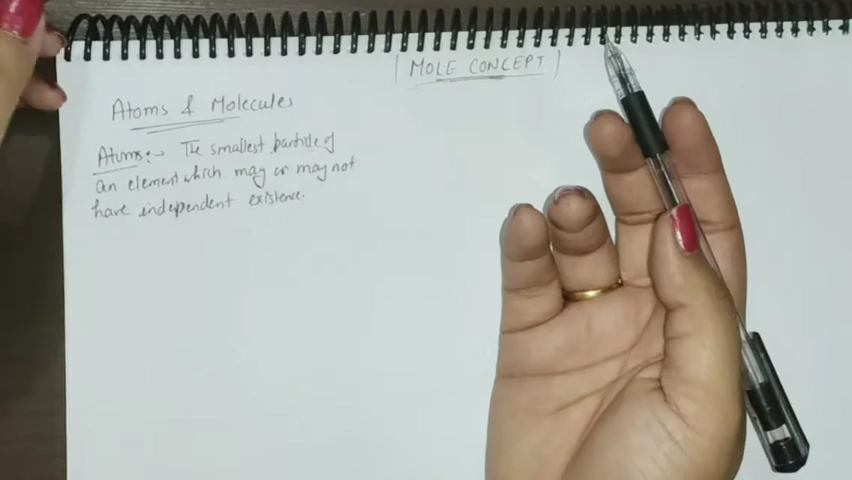 MOLE CONCEPT
Atoms & Molecules
Atoms:→ The smallest particle of
an element which may or may not
have independent existence.